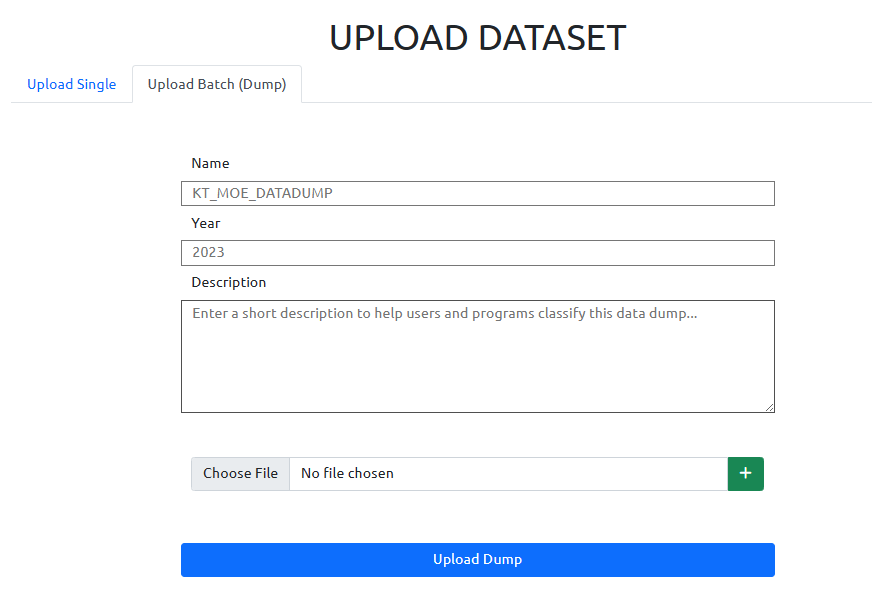 UPLOAD DATASET
Upload Single Upload Batch (Dump)
Name
KT_MOE_DATADUMP
Year
2023
Description
Enter a short description to help users and programs classify this data dump...
Choose File No file chosen +
Upload Dump